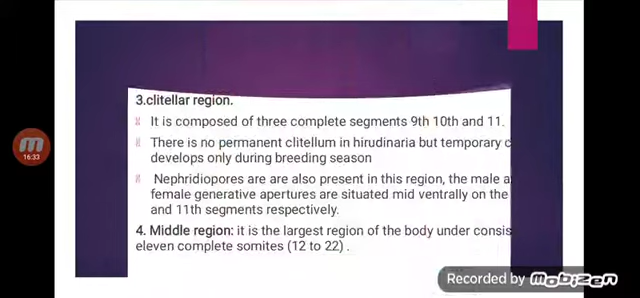 3.clitellar region.
It is composed of three complete segments 9th 10th and 11.
There is no permanent clitellum in hirudinaria but temporary c
develops only during breeding season
Nephridiopores are are also present in this region, the male a
female generative apertures are situated mid ventrally on the
and 11th segments respectively.
4. Middle region: it is the largest region of the body under consis
eleven complete somites (12 to 22) .
16:33
Recorded by mobizen